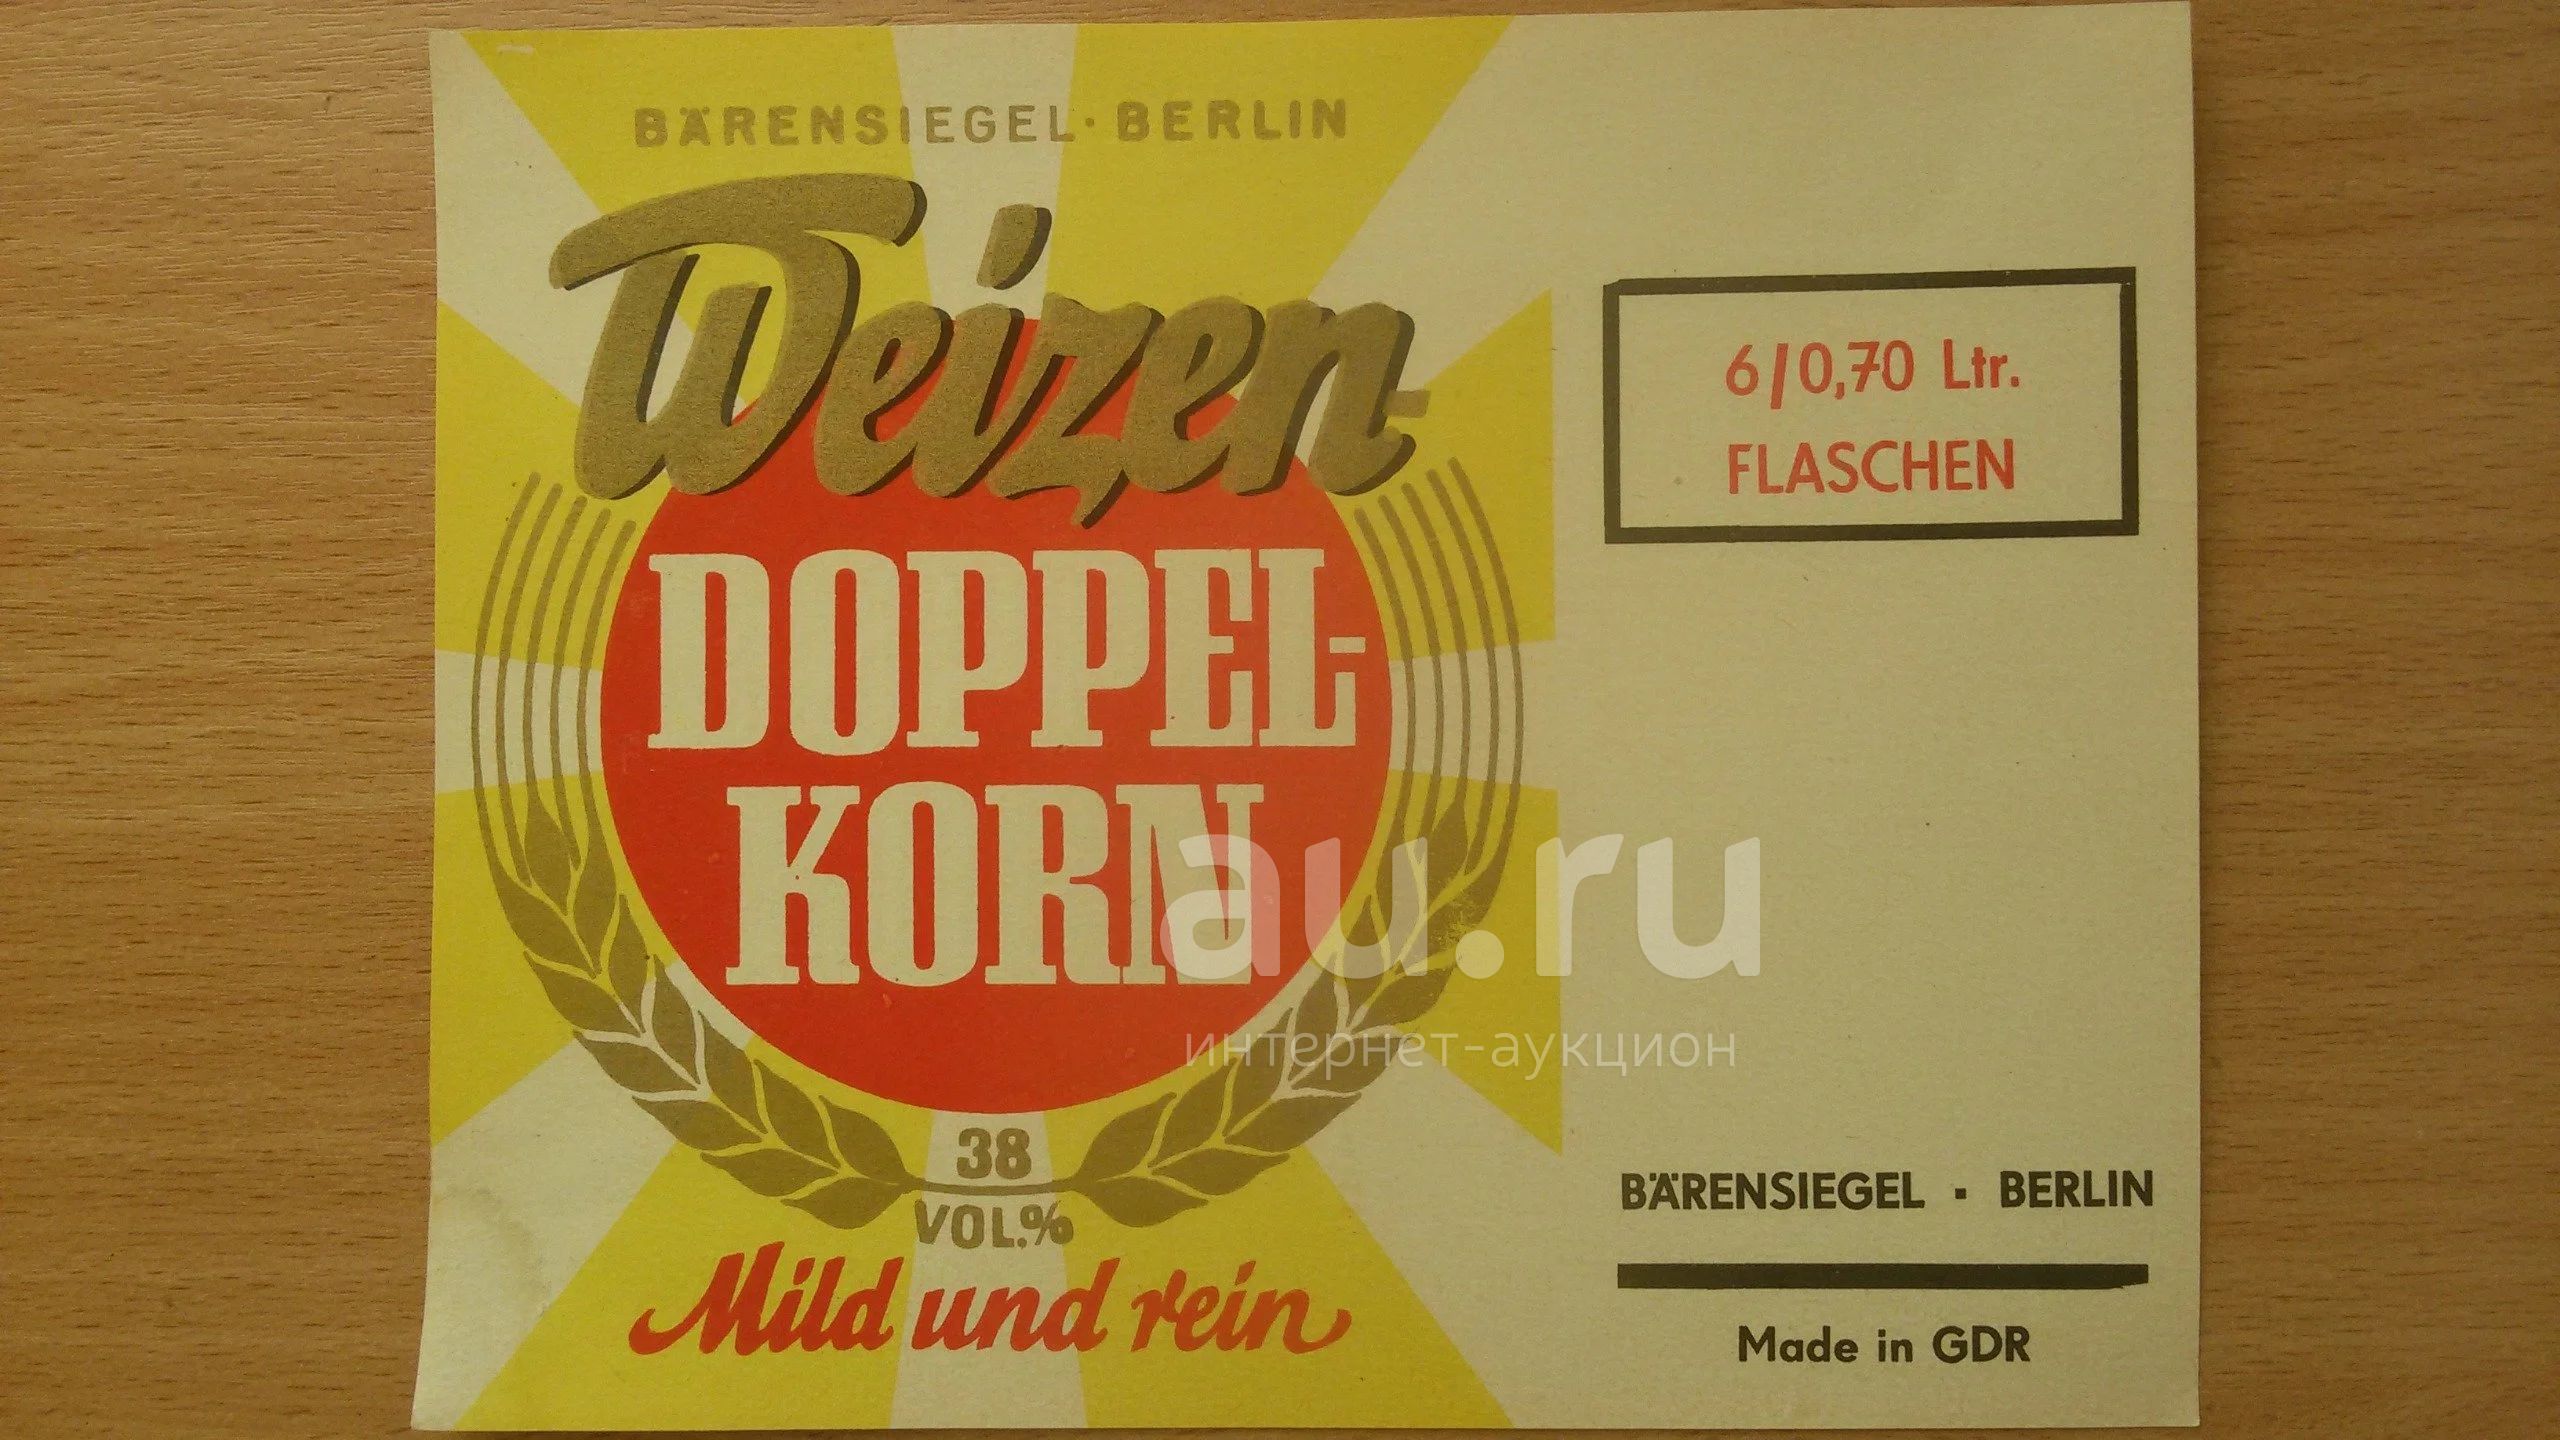 BÄRENSIEGEL · BERLIN
Weizen-
DOPPEL-
KORN
38
VOL.%
Mild und rein
6/0,70 Ltr.
FLASCHEN
BÄRENSIEGEL · BERLIN
Made in GDR
au.ru
интернет-аукцион